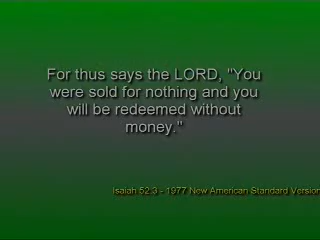 For thus says the LORD, "You
were sold for nothing and you
will be redeemed without
money."
Isaiah 52:3 - 1977 New American Standard Version